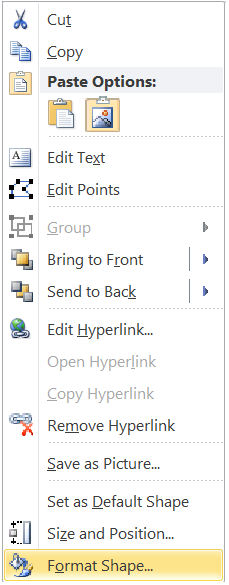 Cut
Copy
Paste Options:
Edit Text
Edit Points
Group
Bring to Front
Send to Back
Edit Hyperlink...
Open Hyperlink
Copy Hyperlink
Remove Hyperlink
Save as Picture...
Set as Default Shape
Size and Position...
Format Shape...